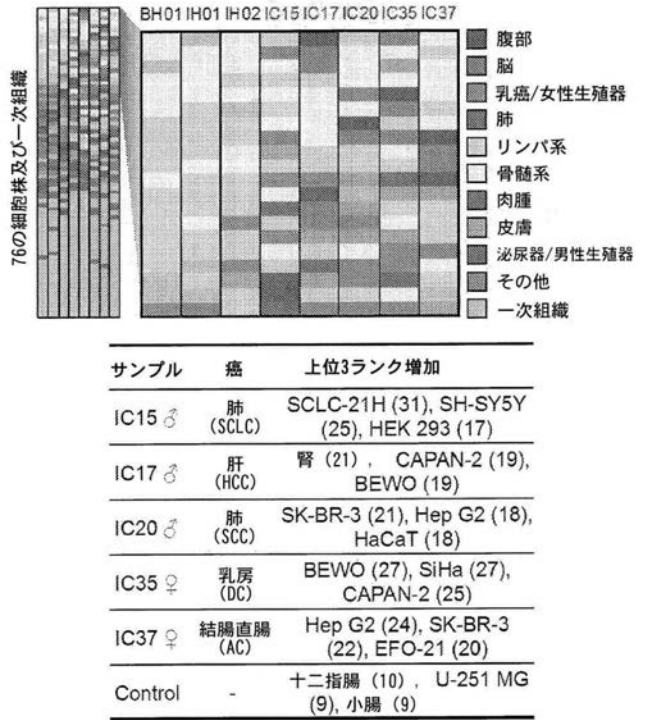 BH01 IH01 IH02 IC15 IC17 IC20 IC35 IC37
76の細胞株及び一次組織
腹部
脳
乳癌/女性生殖器
肺
リンパ系
骨髄系
肉腫
皮膚
泌尿器/男性生殖器
その他
一次組織
サンプル 癌 上位3ランク増加
IC15 ♂ 肺 (SCLC) SCLC-21H (31), SH-SY5Y
(25), HEK 293 (17)
IC17 ♂ 肝 (HCC) 腎 (21), CAPAN-2 (19),
BEWO (19)
IC20 ♂ 肺 (SCC) SK-BR-3 (21), Hep G2 (18),
HaCaT (18)
IC35 ♀ 乳房 (DC) BEWO (27), SiHa (27),
CAPAN-2 (25)
IC37 ♀ 結腸直腸 (AC) Hep G2 (24), SK-BR-3
(22), EFO-21 (20)
Control - 十二指腸 (10), U-251 MG
(9), 小腸 (9)